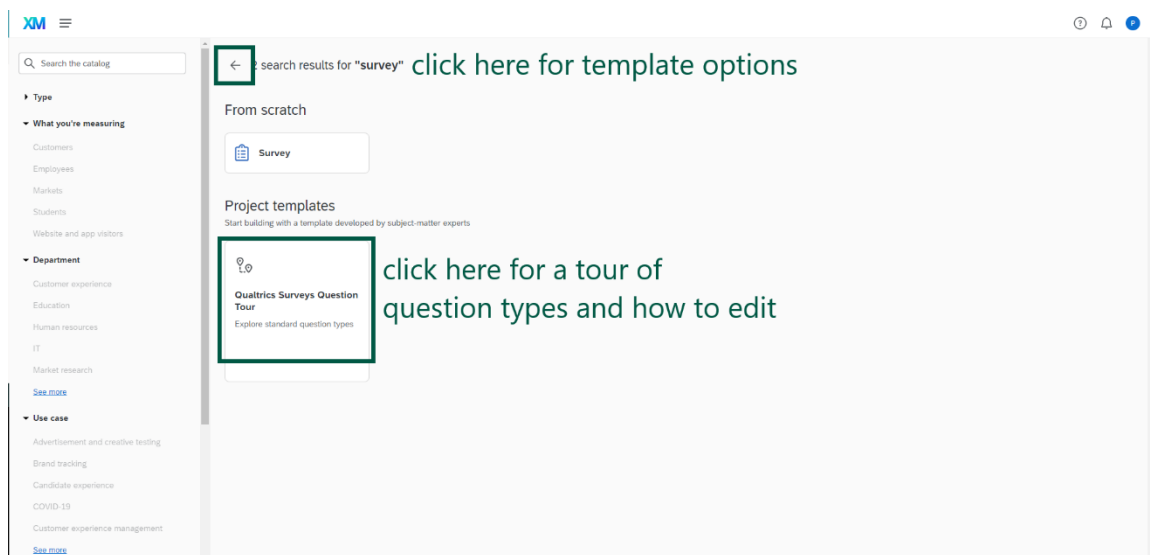 XM
Search the catalog
Type
What you're measuring
Customers
Employees
Markets
Students
Website and app visitors
Department
Customer experience
Education
Human resources
IT
Market research
See more
Use case
Advertisement and creative testing
Brand tracking
Candidate experience
COVID-19
Customer experience management
See more
? P
2 search results for "survey" click here for template options
From scratch
Survey
Project templates
Start building with a template developed by subject-matter experts
Qualtrics Surveys Question
Tour
Explore standard question types
click here for a tour of
question types and how to edit